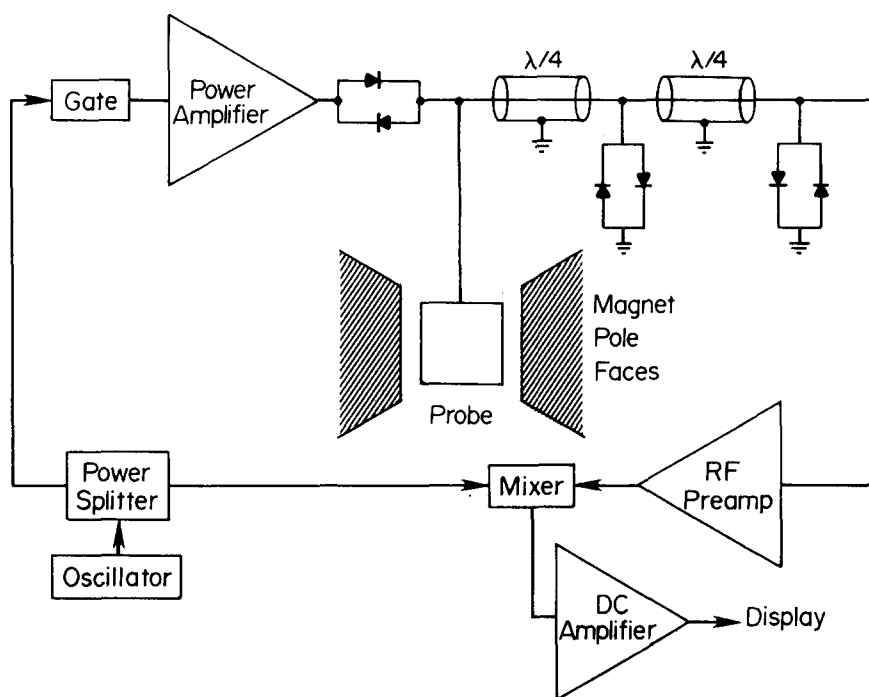 λ/4
λ/4
Gate
Power
Amplifier
Magnet
Pole
Faces
Probe
Power
Splitter
Mixer
RF
Preamp
Oscillator
DC
Amplifier
Display